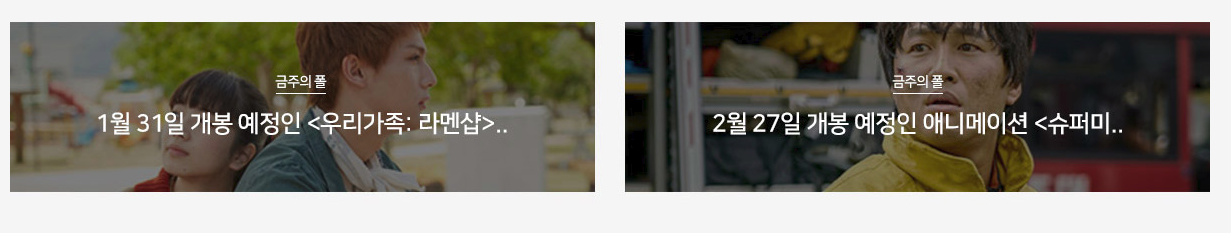 금주의 폴
1월 31일 개봉 예정인 <우리가족: 라멘샵>..
금주의 폴
2월 27일 개봉 예정인 애니메이션 <슈퍼미..